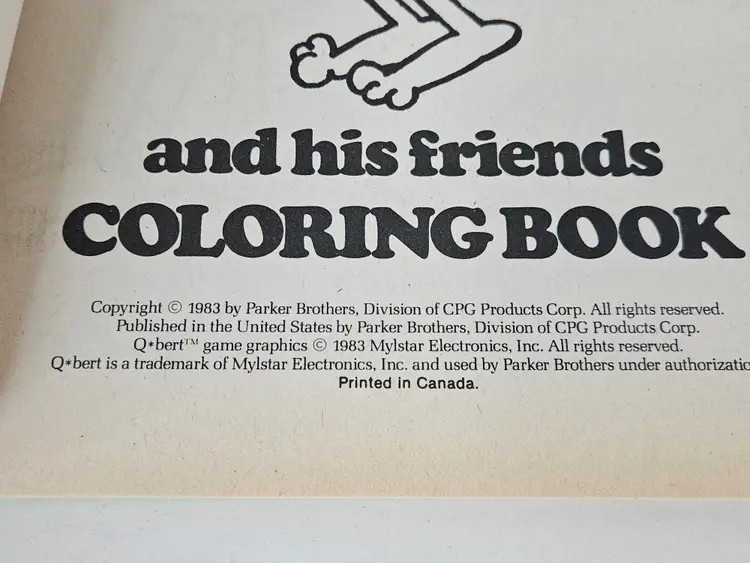 and his friends
COLORING BOOK
Copyright © 1983 by Parker Brothers, Division of CPG Products Corp. All rights reserved.
Published in the United States by Parker Brothers, Division of CPG Products Corp.
Q*bert™ game graphics © 1983 Mylstar Electronics, Inc. All rights reserved.
Q*bert is a trademark of Mylstar Electronics, Inc. and used by Parker Brothers under
Printed in Canada.